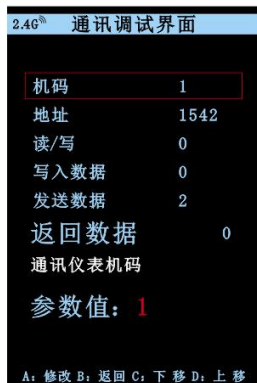 2.4G 通讯调试界面
机码 1
地址 1542
读/写 0
写入数据 0
发送数据 2
返回数据 0
通讯仪表机码
参数值: 1
A: 修改 B: 返回 C: 下 移 D: 上 移